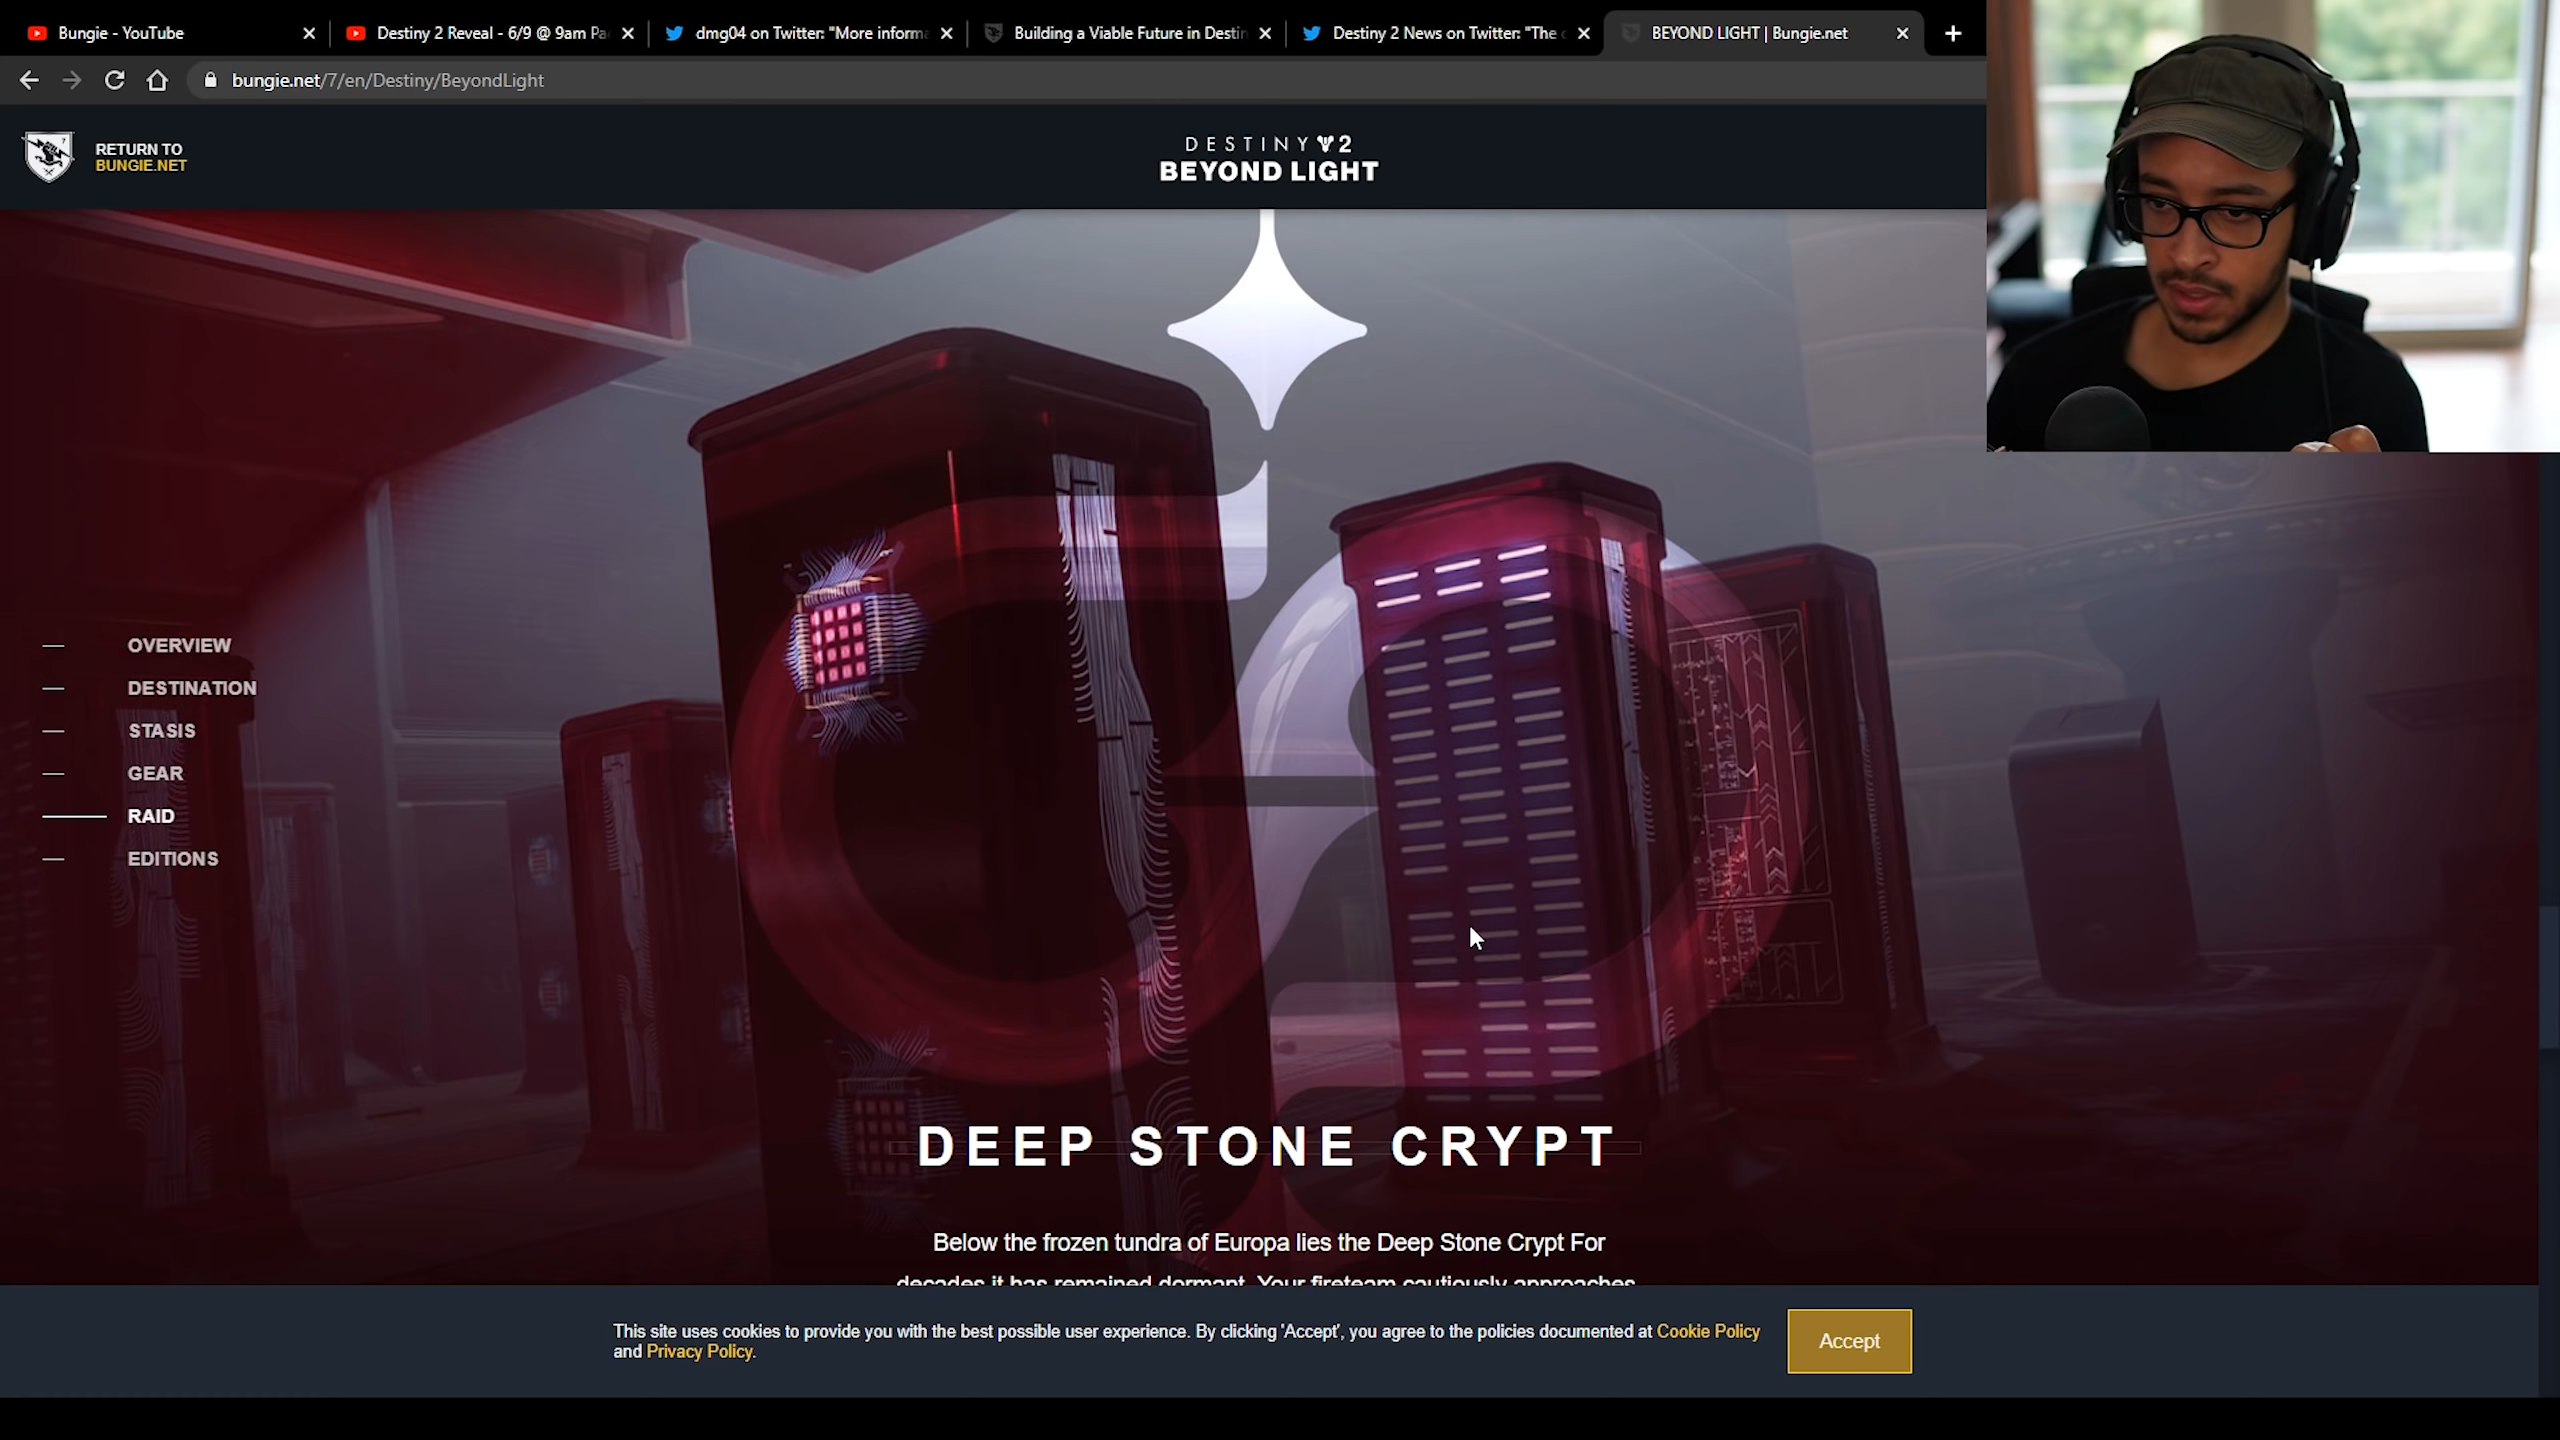 Bungie - YouTube
Destiny 2 Reveal - 6/9 @ 9am Pa
dmg04 on Twitter: "More informa
Building a Viable Future in Destin
Destiny 2 News on Twitter: "The
BEYOND LIGHT | Bungie.net
bungie.net/7/en/Destiny/BeyondLight
RETURN TO
BUNGIE.NET
DESTINY 2
BEYOND LIGHT
OVERVIEW
DESTINATION
STASIS
GEAR
RAID
EDITIONS
DEEP STONE CRYPT
Below the frozen tundra of Europa lies the Deep Stone Crypt For
decades it has remained dormant. Your fireteam cautiously approaches
This site uses cookies to provide you with the best possible user experience. By clicking 'Accept', you agree to the policies documented at Cookie Policy
and Privacy Policy.
Accept